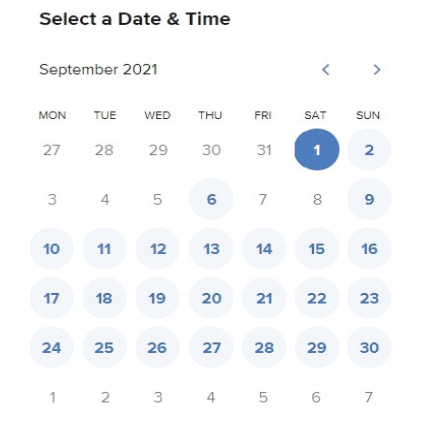 Select a Date & Time
September 2021 < >
MON TUE WED THU FRI SAT SUN
27 28 29 30 31 1 2
3 4 5 6 7 8 9
10 11 12 13 14 15 16
17 18 19 20 21 22 23
24 25 26 27 28 29 30
1 2 3 4 5 6 7